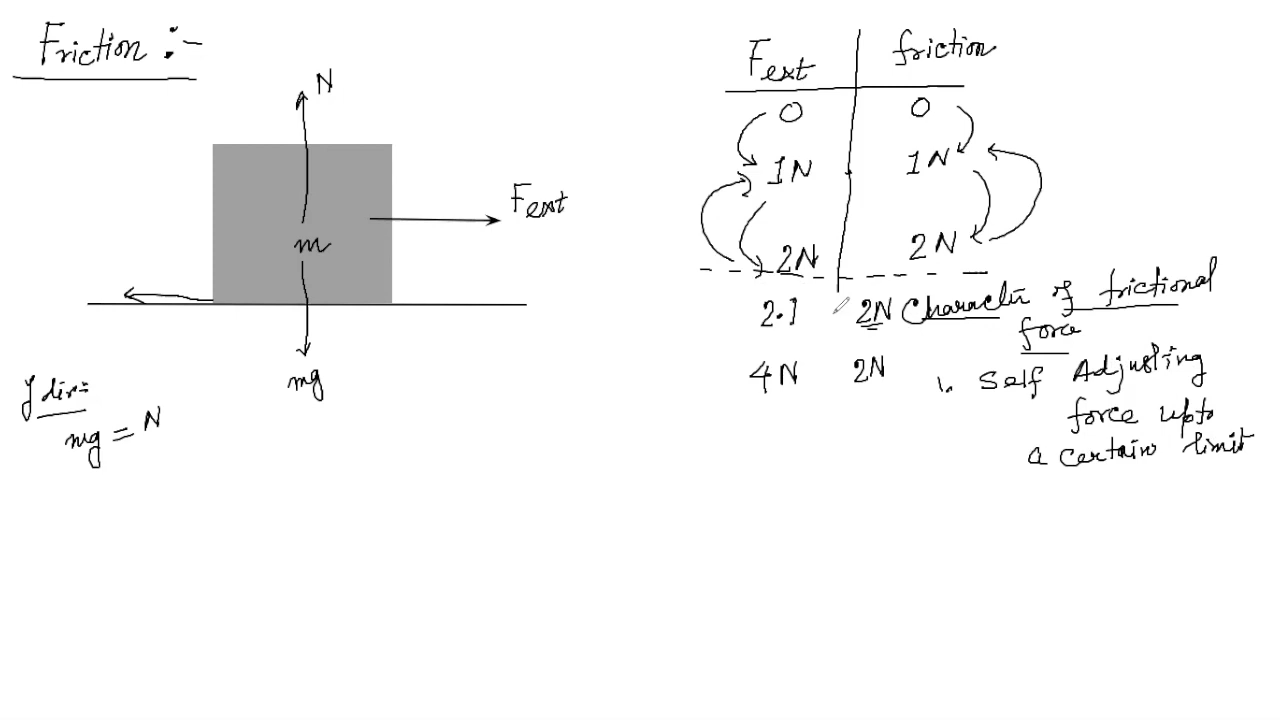 Friction :-
N
Fext
m
mg
y dir:-
mg = N
Fext friction
0 0
1N 1N
2N 2N
2.1 2N
4N 2N
Character of frictional
force
1. Self Adjusting
force upto
a certain limit